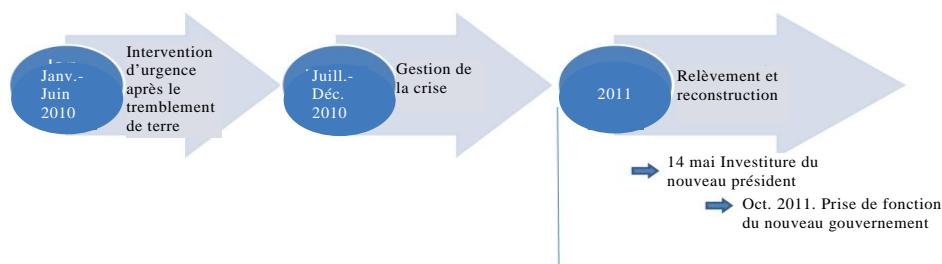 Janv.-
Juin
2010
Intervention
d'urgence
après le
tremblement
de terre
Juill.-
Déc.
2010
Gestion de
la crise
2011
Relèvement et
reconstruction
14 mai Investiture du
nouveau président
Oct. 2011. Prise de fonction
du nouveau gouvernement